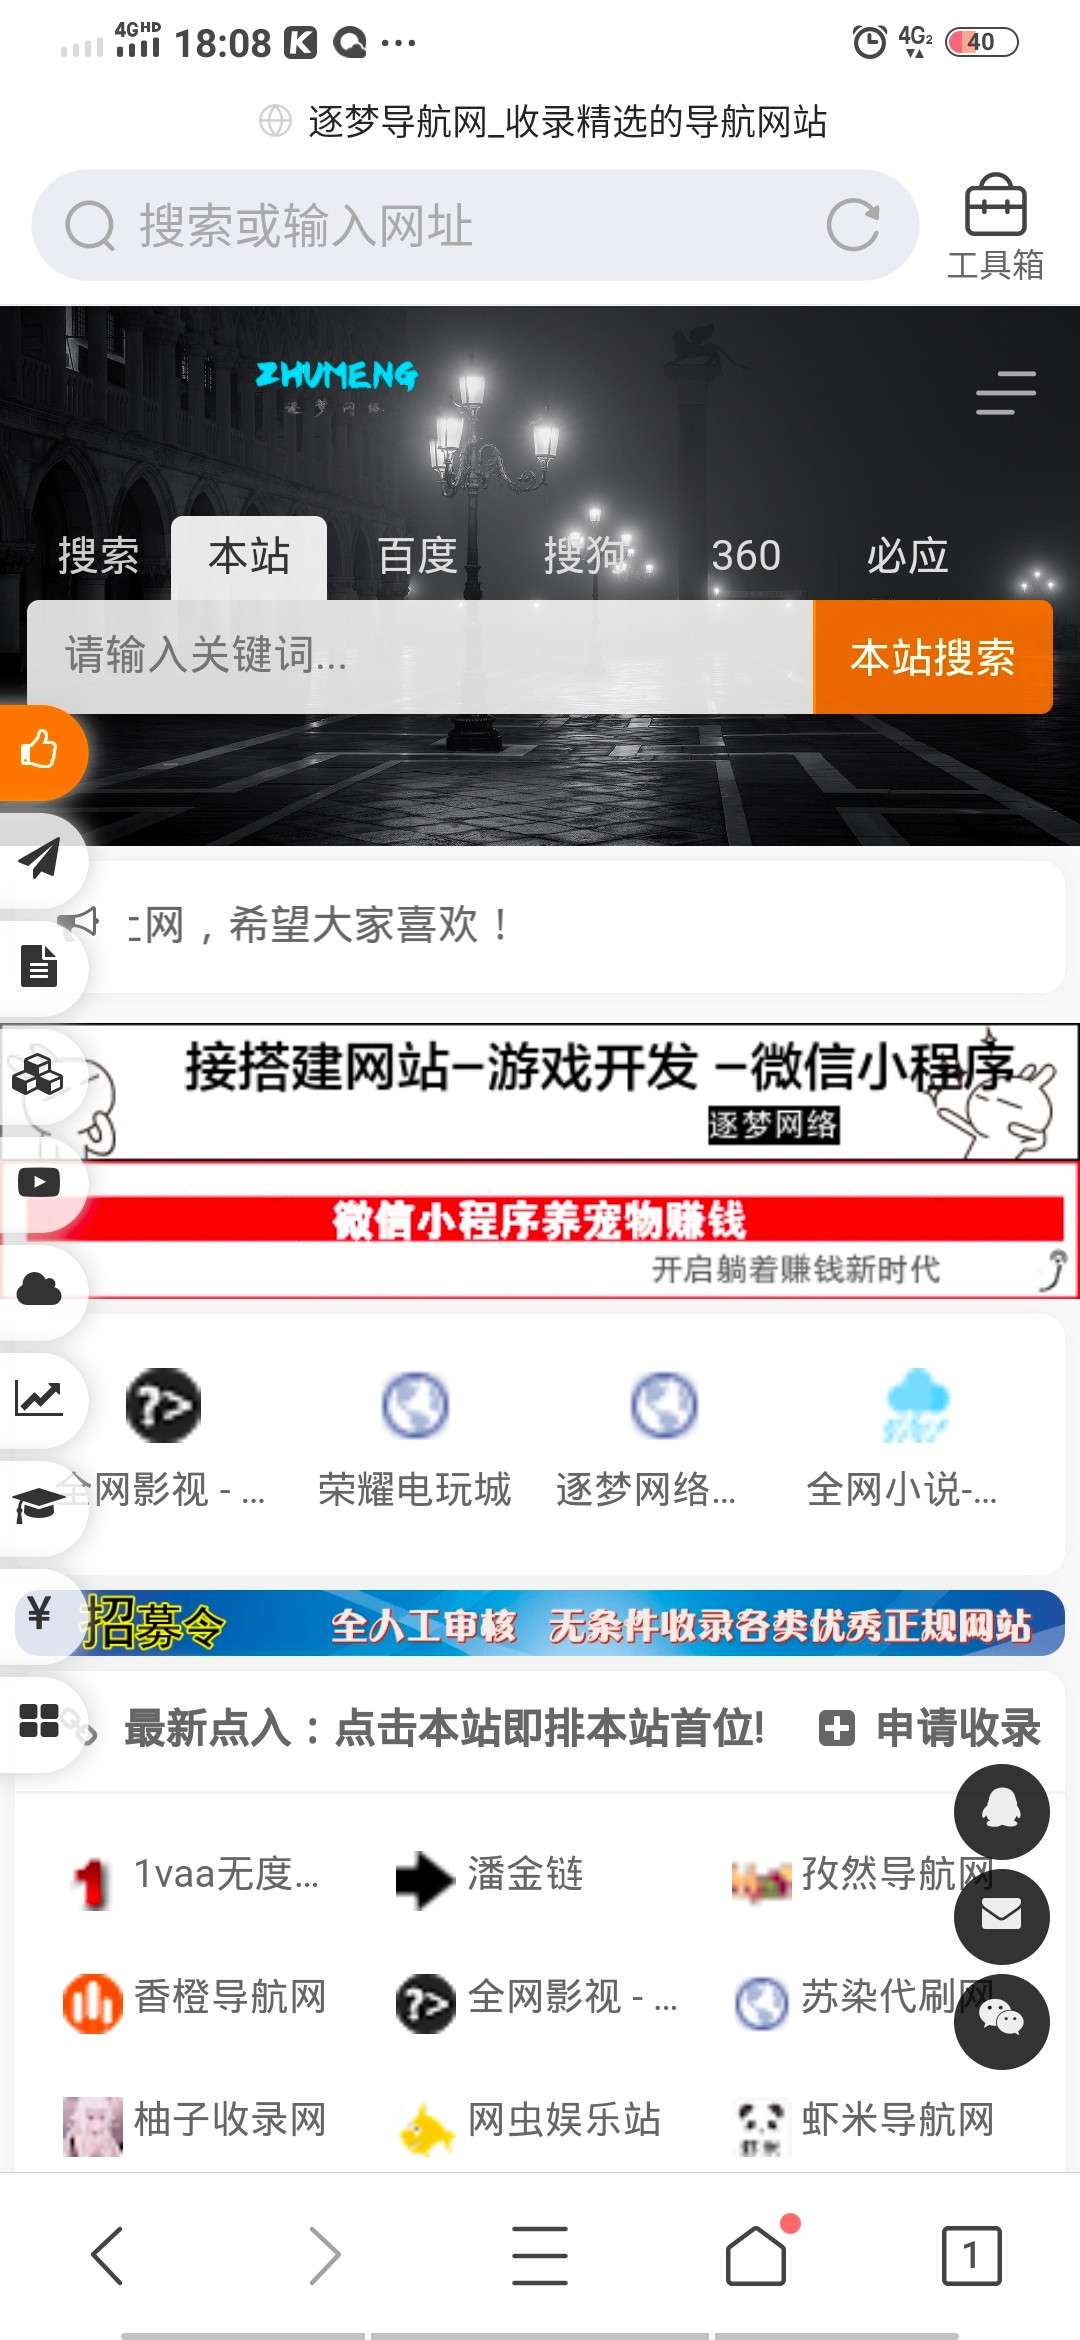 4G HD 18:08 4G2 40
逐梦导航网_收录精选的导航网站
搜索或输入网址
工具箱
ZHUMENG
逐梦网络
搜索 本站 百度 搜狗 360 必应
请输入关键词... 本站搜索
网，希望大家喜欢！
接搭建网站-游戏开发 -微信小程序
逐梦网络
微信小程序养宠物赚钱
开启躺着赚钱新时代
全网影视 - ... 荣耀电玩城 逐梦网络... 全网小说-...
招募令 全人工审核 无条件收录各类优秀正规网站
最新点入：点击本站即排本站首位! 申请收录
1vaa无度... 潘金链 孜然导航网
香橙导航网 全网影视 - ... 苏染代刷网
柚子收录网 网虫娱乐站 虾米导航网
1